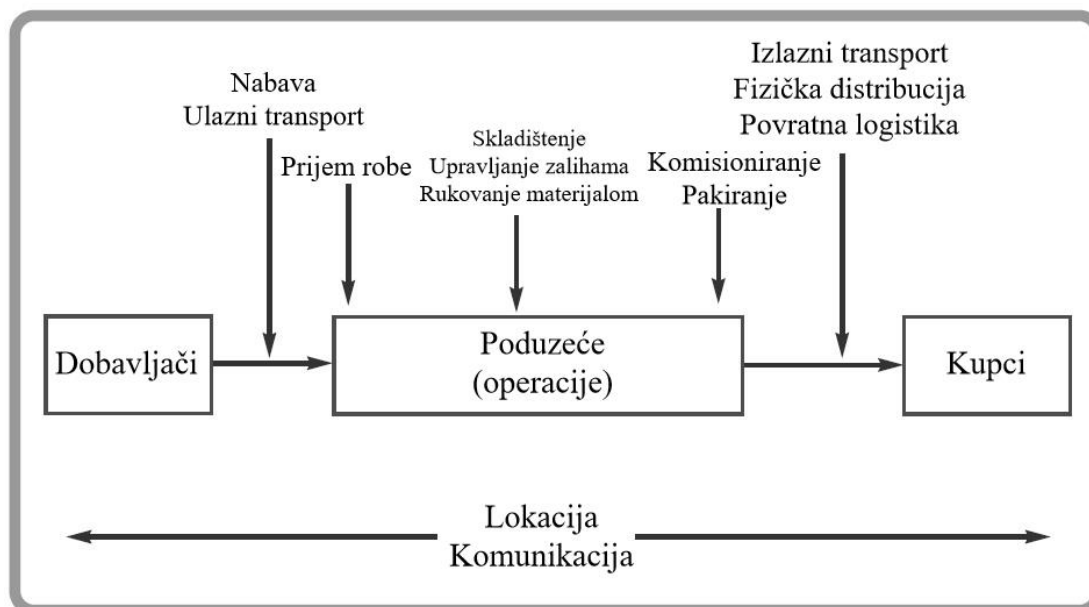 Nabava
Ulazni transport
Prijem robe
Skladištenje
Upravljanje zalihama
Rukovanje materijalom
Komisioniranje
Pakiranje
Izlazni transport
Fizička distribucija
Povratna logistika
Dobavljači
Poduzeće
(operacije)
Kupci
Lokacija
Komunikacija